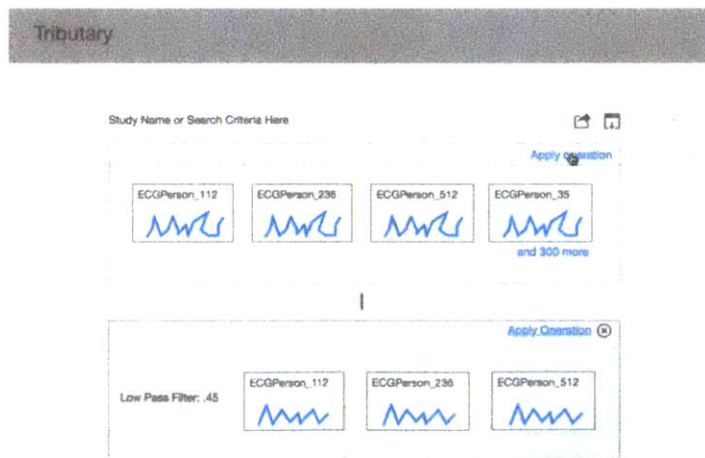 Tributary
Study Name or Search Criteria Here
Apply operation
ECGPerson_112 ECGPerson_236 ECGPerson_512 ECGPerson_35
and 300 more
Apply Operation
Low Pass Filter: .45
ECGPerson_112 ECGPerson_236 ECGPerson_512